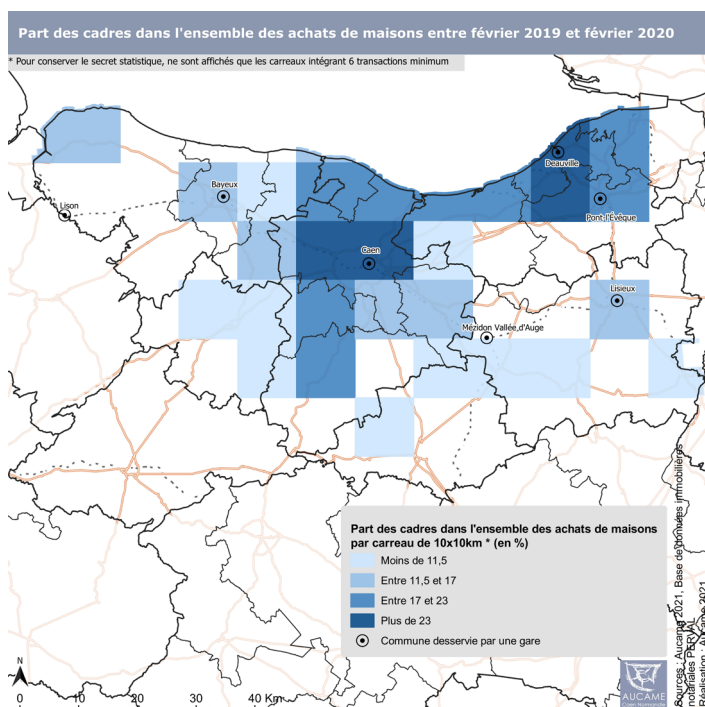 Part des cadres dans l'ensemble des achats de maisons entre février 2019 et février 2020
* Pour conserver le secret statistique, ne sont affichés que les carreaux intégrant 6 transactions minimum
Deauville
Bayeux
Lison
Pont-l'Évêque
Caen
Lisieux
Mézidon Vallée d'Auge
Part des cadres dans l'ensemble des achats de maisons
par carreau de 10x10km * (en %)
Moins de 11,5
Entre 11,5 et 17
Entre 17 et 23
Plus de 23
Commune desservie par une gare
N
0 10 20 30 40 Km
AUCAME
Caen Normandie
Sources : Aucame 2021, Base de données immobilières
notariales PERVAL
Réalisation : Aucame 2021